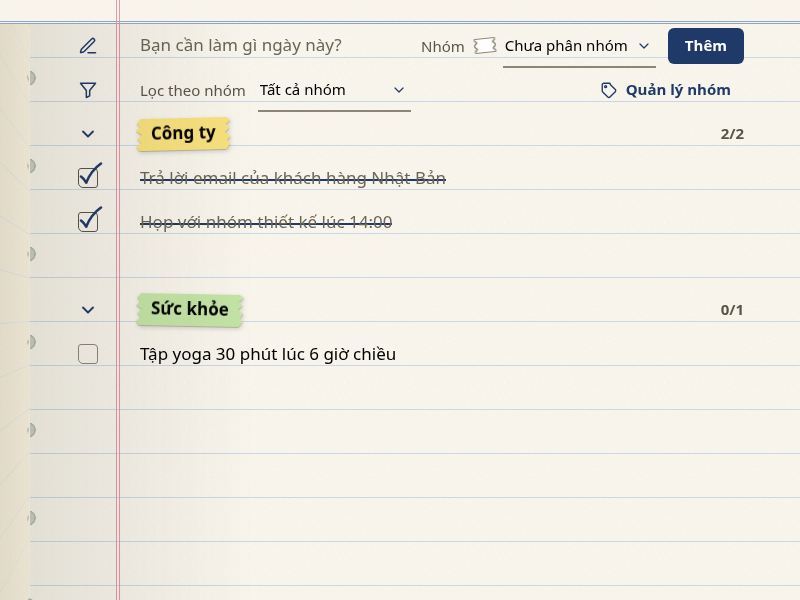 Bạn cần làm gì ngày này? Nhóm Chưa phân nhóm Thêm
Lọc theo nhóm Tất cả nhóm Quản lý nhóm
Công ty 2/2
Trả lời email của khách hàng Nhật Bản
Họp với nhóm thiết kế lúc 14:00
Sức khỏe 0/1
Tập yoga 30 phút lúc 6 giờ chiều